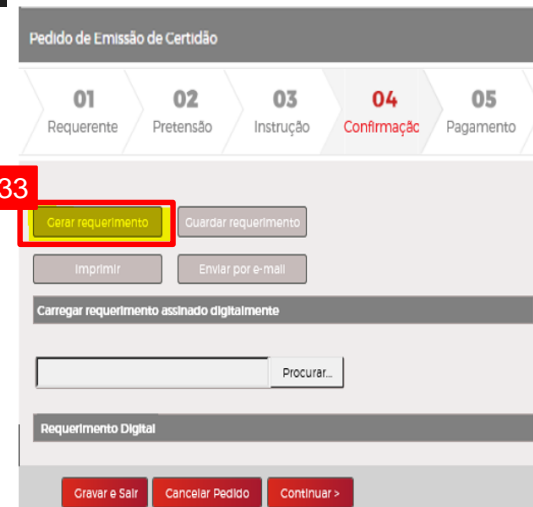 Pedido de Emissão de Certidão
01 02 03 04 05
Requerente Pretensão Instrução Confirmação Pagamento
33
Gerar requerimento Guardar requerimento
Imprimir Enviar por e-mail
Carregar requerimento assinado digitalmente
Procurar...
Requerimento Digital
Gravar e Sair Cancelar Pedido Continuar >